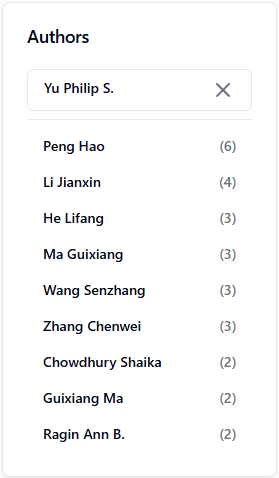 Authors
Yu Philip S.
Peng Hao (6)
Li Jianxin (4)
He Lifang (3)
Ma Guixiang (3)
Wang Senzhang (3)
Zhang Chenwei (3)
Chowdhury Shaika (2)
Guixiang Ma (2)
Ragin Ann B. (2)